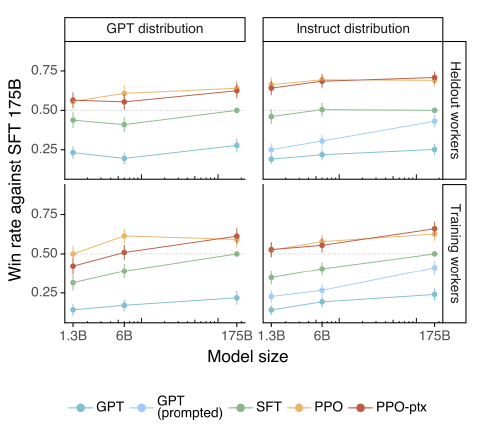 GPT distribution
Instruct distribution
Win rate against SFT 175B
0.75
0.50
0.25
Heldout workers
0.75
0.50
0.25
Training workers
1.3B
6B
175B
1.3B
6B
175B
Model size
GPT
GPT
(prompted)
SFT
PPO
PPO-ptx